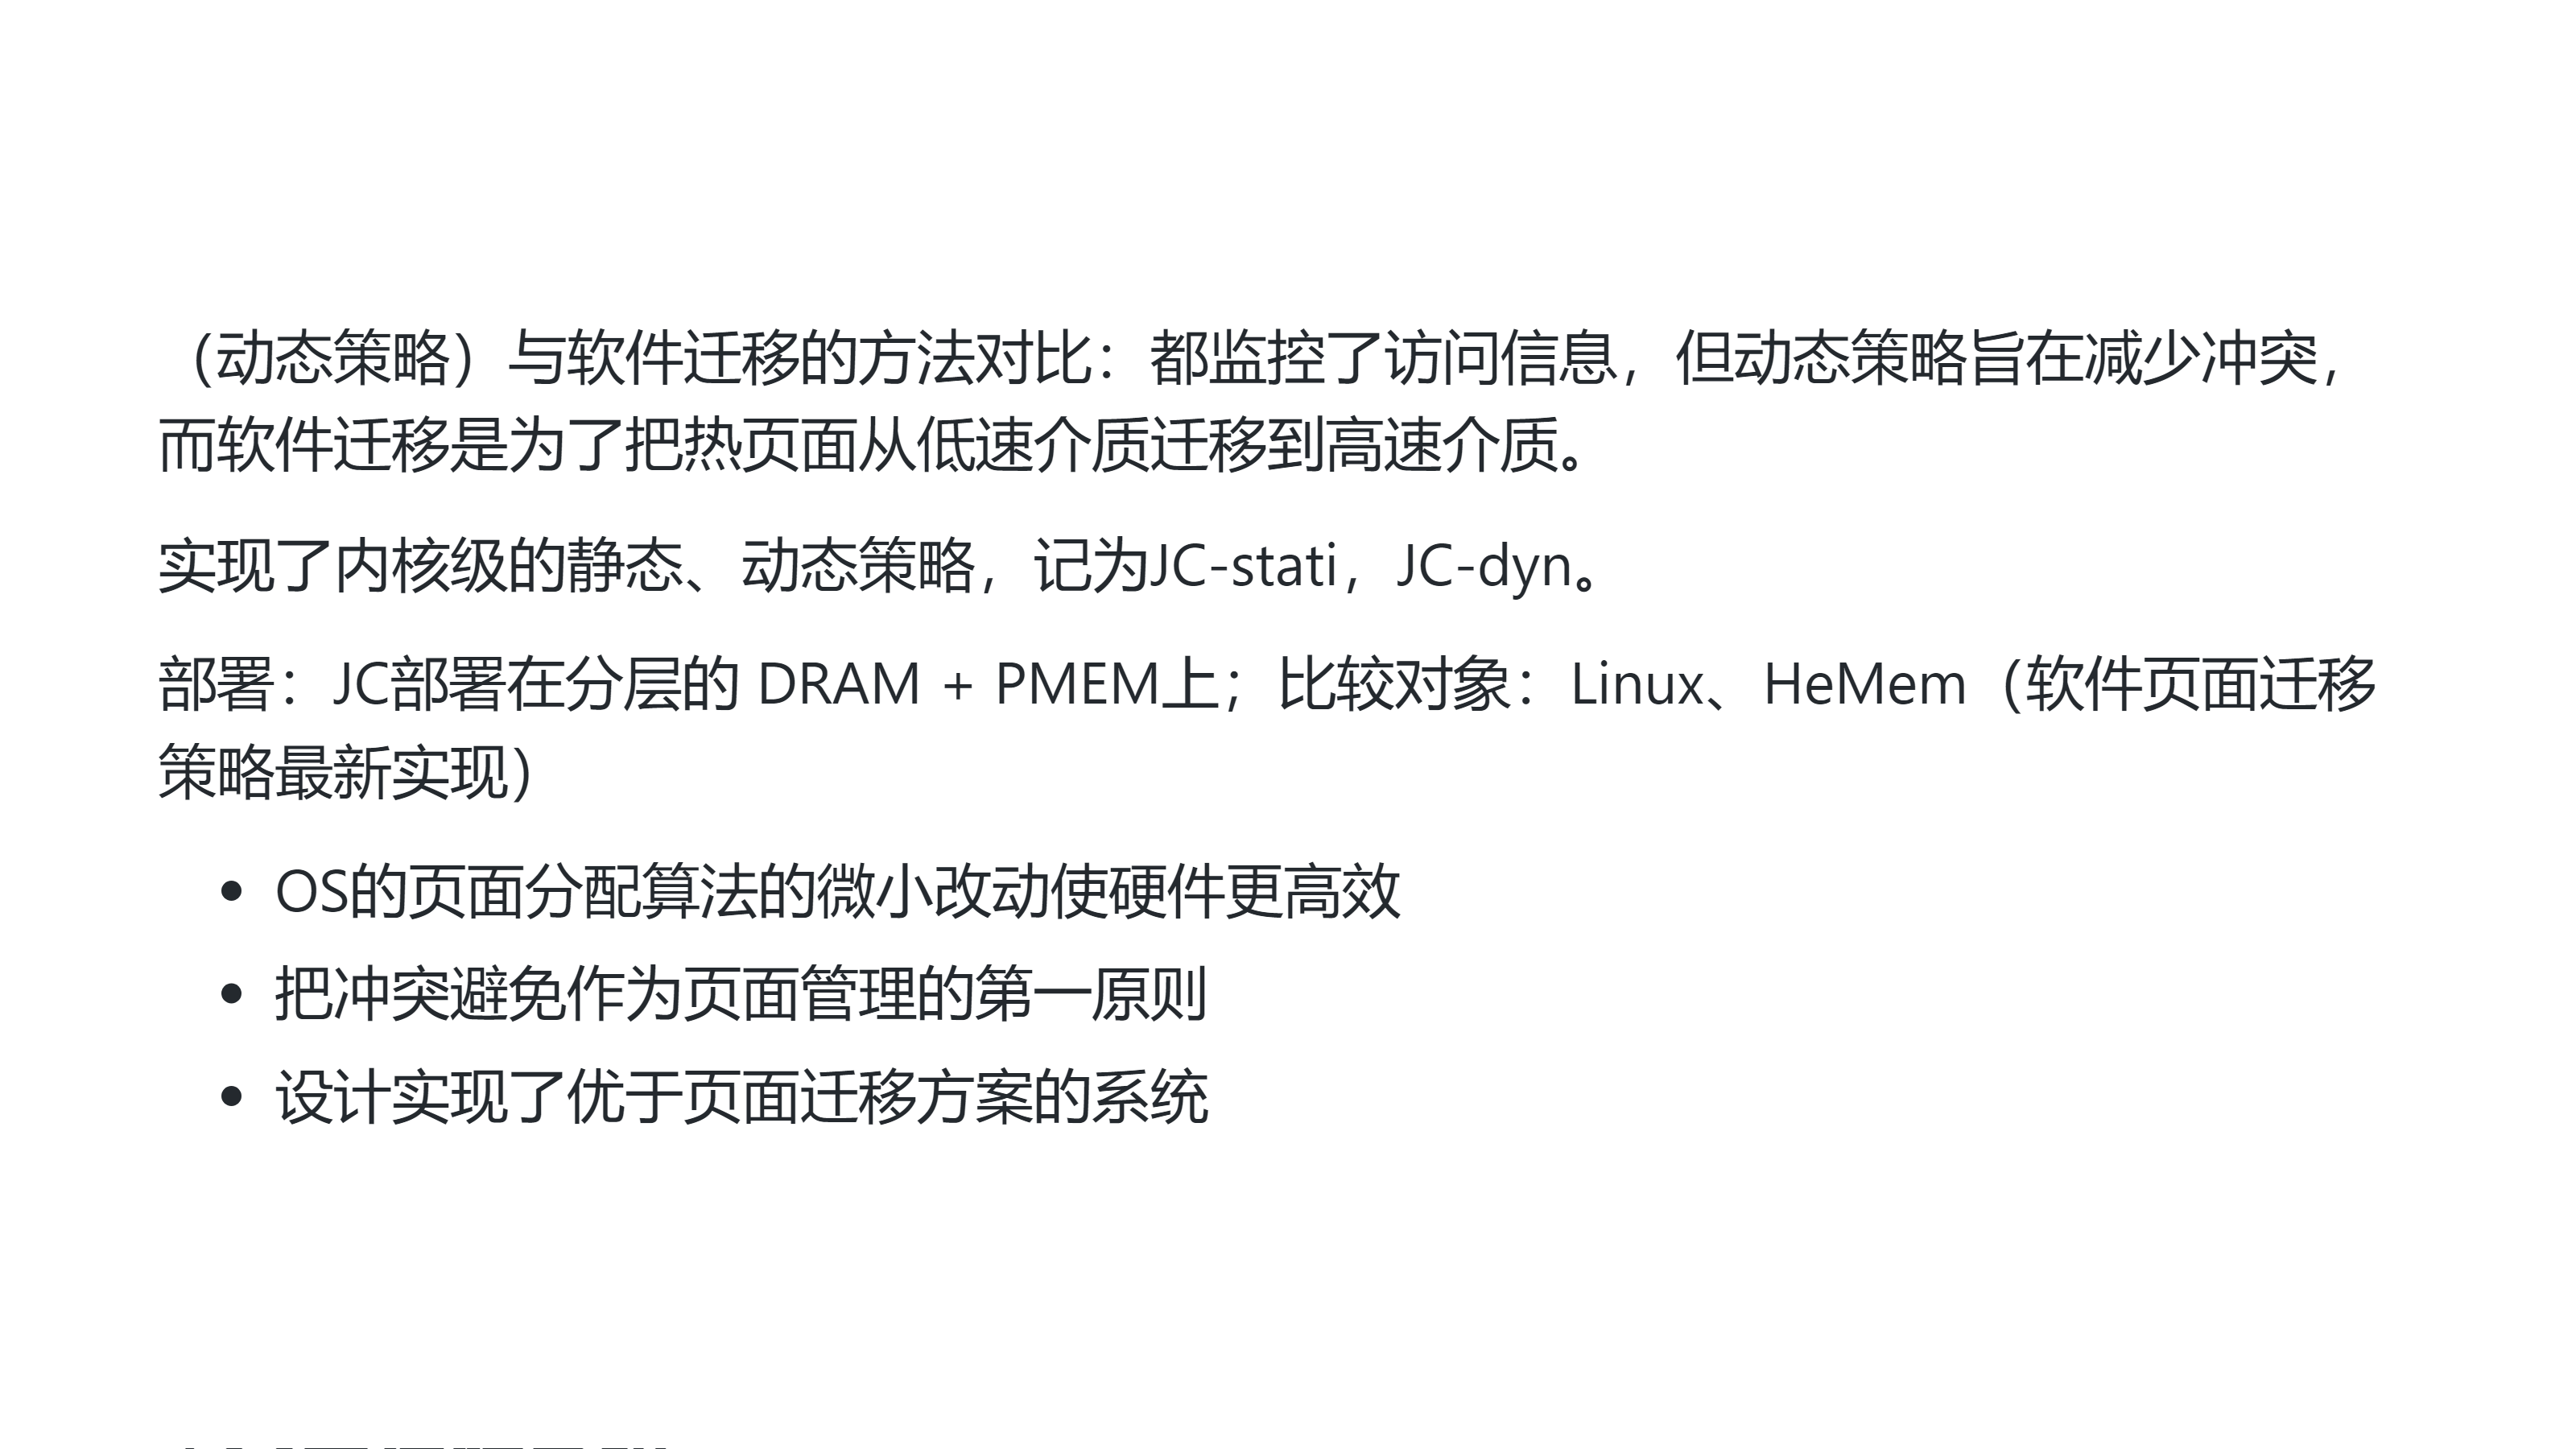 （动态策略）与软件迁移的方法对比：都监控了访问信息，但动态策略旨在减少冲突，
而软件迁移是为了把热页面从低速介质迁移到高速介质。
实现了内核级的静态、动态策略，记为JC-stati，JC-dyn。
部署：JC部署在分层的 DRAM + PMEM上；比较对象：Linux、HeMem（软件页面迁移
策略最新实现）
• OS的页面分配算法的微小改动使硬件更高效
• 把冲突避免作为页面管理的第一原则
• 设计实现了优于页面迁移方案的系统